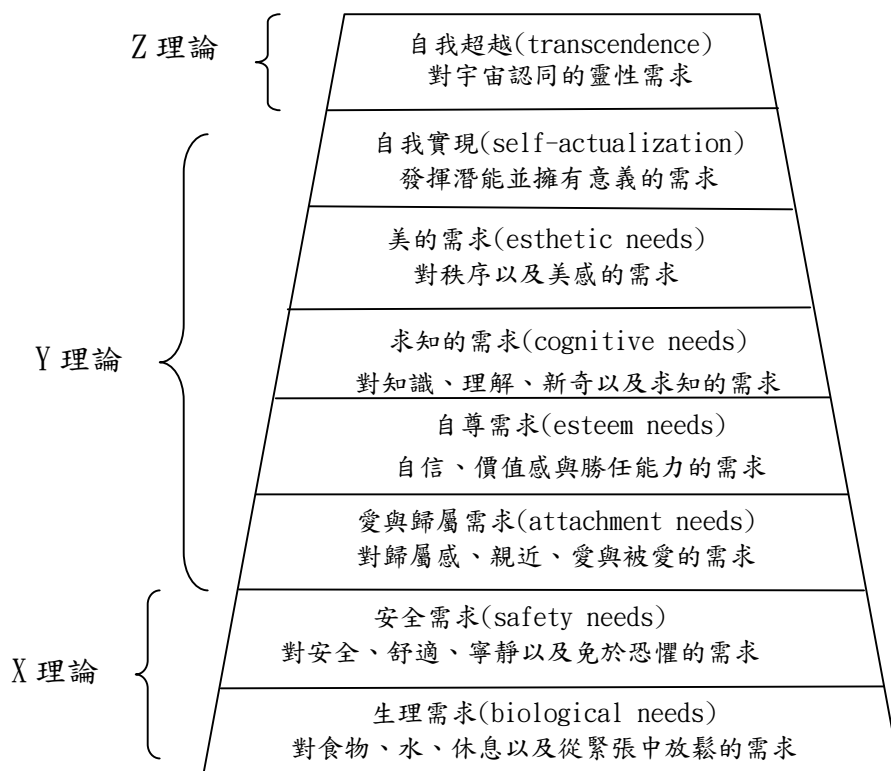 Z 理論
自我超越(transcendence)
對宇宙認同的靈性需求
自我實現(self-actualization)
發揮潛能並擁有意義的需求
美的需求(esthetic needs)
對秩序以及美感的需求
Y 理論
求知的需求(cognitive needs)
對知識、理解、新奇以及求知的需求
自尊需求(esteem needs)
自信、價值感與勝任能力的需求
愛與歸屬需求(attachment needs)
對歸屬感、親近、愛與被愛的需求
X 理論
安全需求(safety needs)
對安全、舒適、寧靜以及免於恐懼的需求
生理需求(biological needs)
對食物、水、休息以及從緊張中放鬆的需求